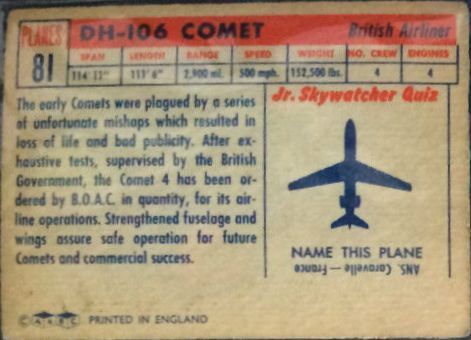 PLANES
81
DH-106 COMET
British Airliner
SPAN LENGTH RANGE SPEED WEIGHT NO. CREW ENGINES
114' 11" 111' 6" 2,900 mi. 500 mph. 152,500 lbs. 4 4
The early Comets were plagued by a series
of unfortunate mishaps which resulted in
loss of life and bad publicity. After ex-
haustive tests, supervised by the British
Government, the Comet 4 has been or-
dered by B.O.A.C. in quantity, for its air-
line operations. Strengthened fuselage and
wings assure safe operation for future
Comets and commercial success.
Jr. Skywatcher Quiz
NAME THIS PLANE
ANS. Caravelle — France
PRINTED IN ENGLAND